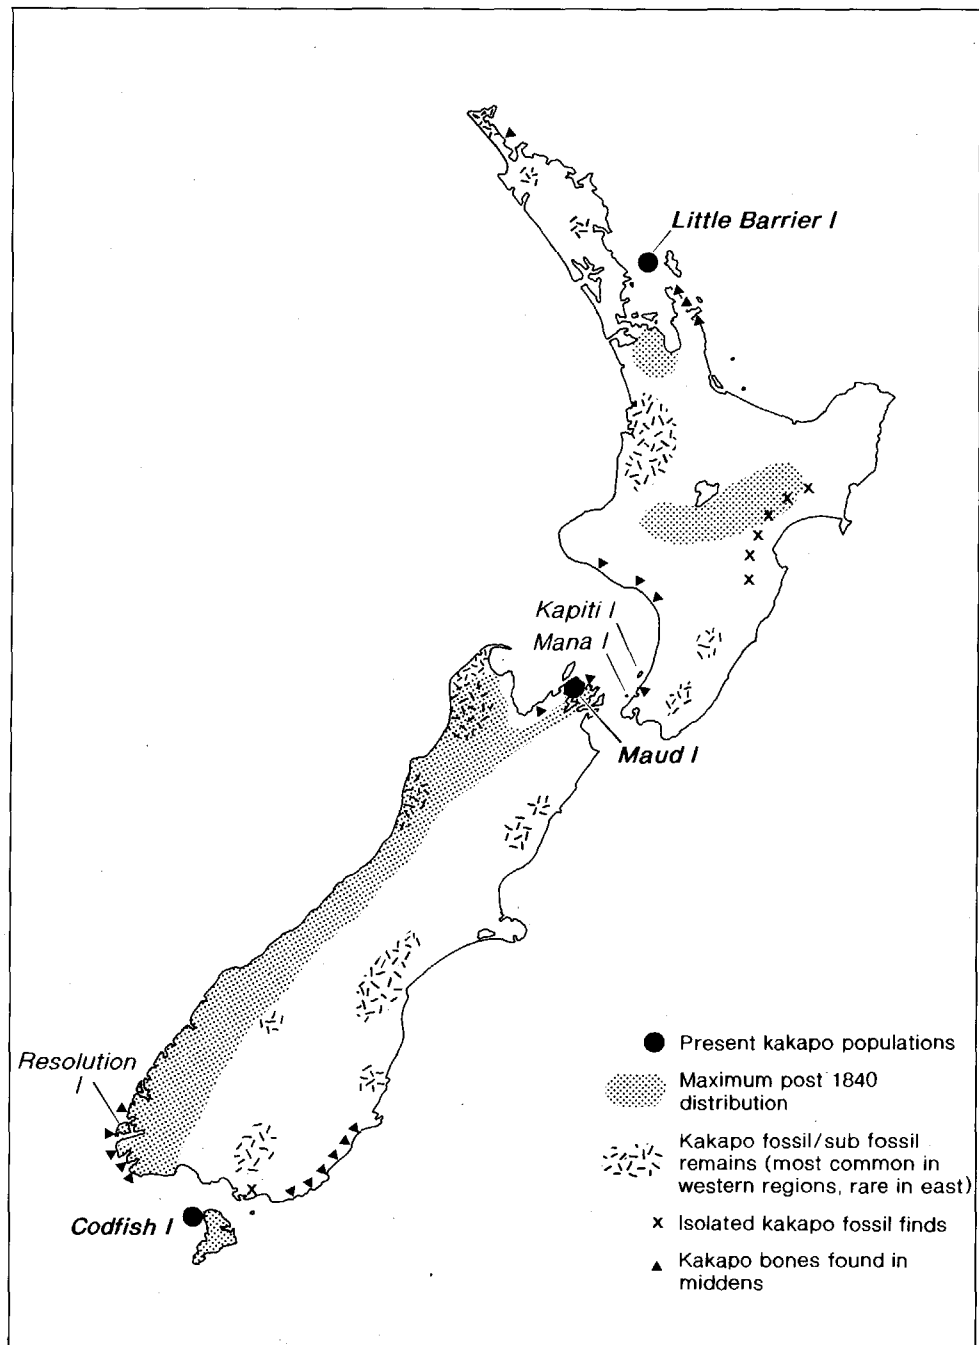 Little Barrier I
Kapiti I
Mana I
Maud I
Resolution
I
Codfish I
Present kakapo populations
Maximum post 1840
distribution
Kakapo fossil/sub fossil
remains (most common in
western regions, rare in east)
x Isolated kakapo fossil finds
Kakapo bones found in
middens